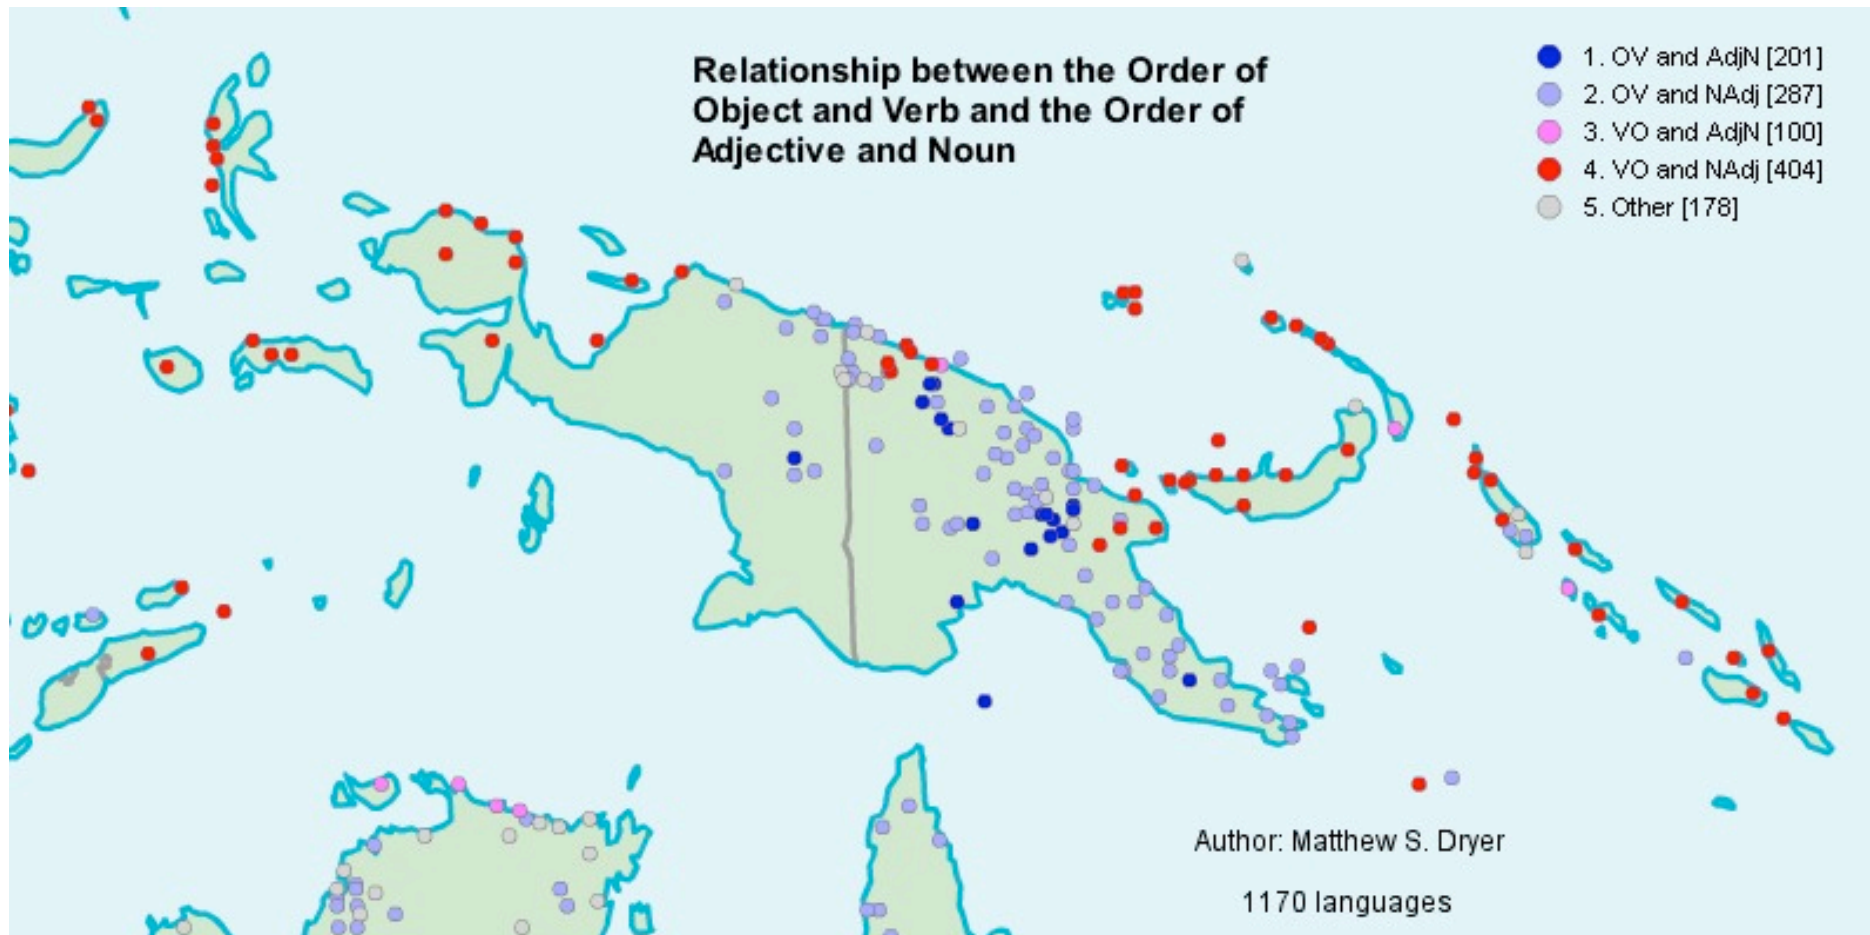 Relationship between the Order of
Object and Verb and the Order of
Adjective and Noun
1. OV and AdjN [201]
2. OV and NAdj [287]
3. VO and AdjN [100]
4. VO and NAdj [404]
5. Other [178]
Author: Matthew S. Dryer
1170 languages